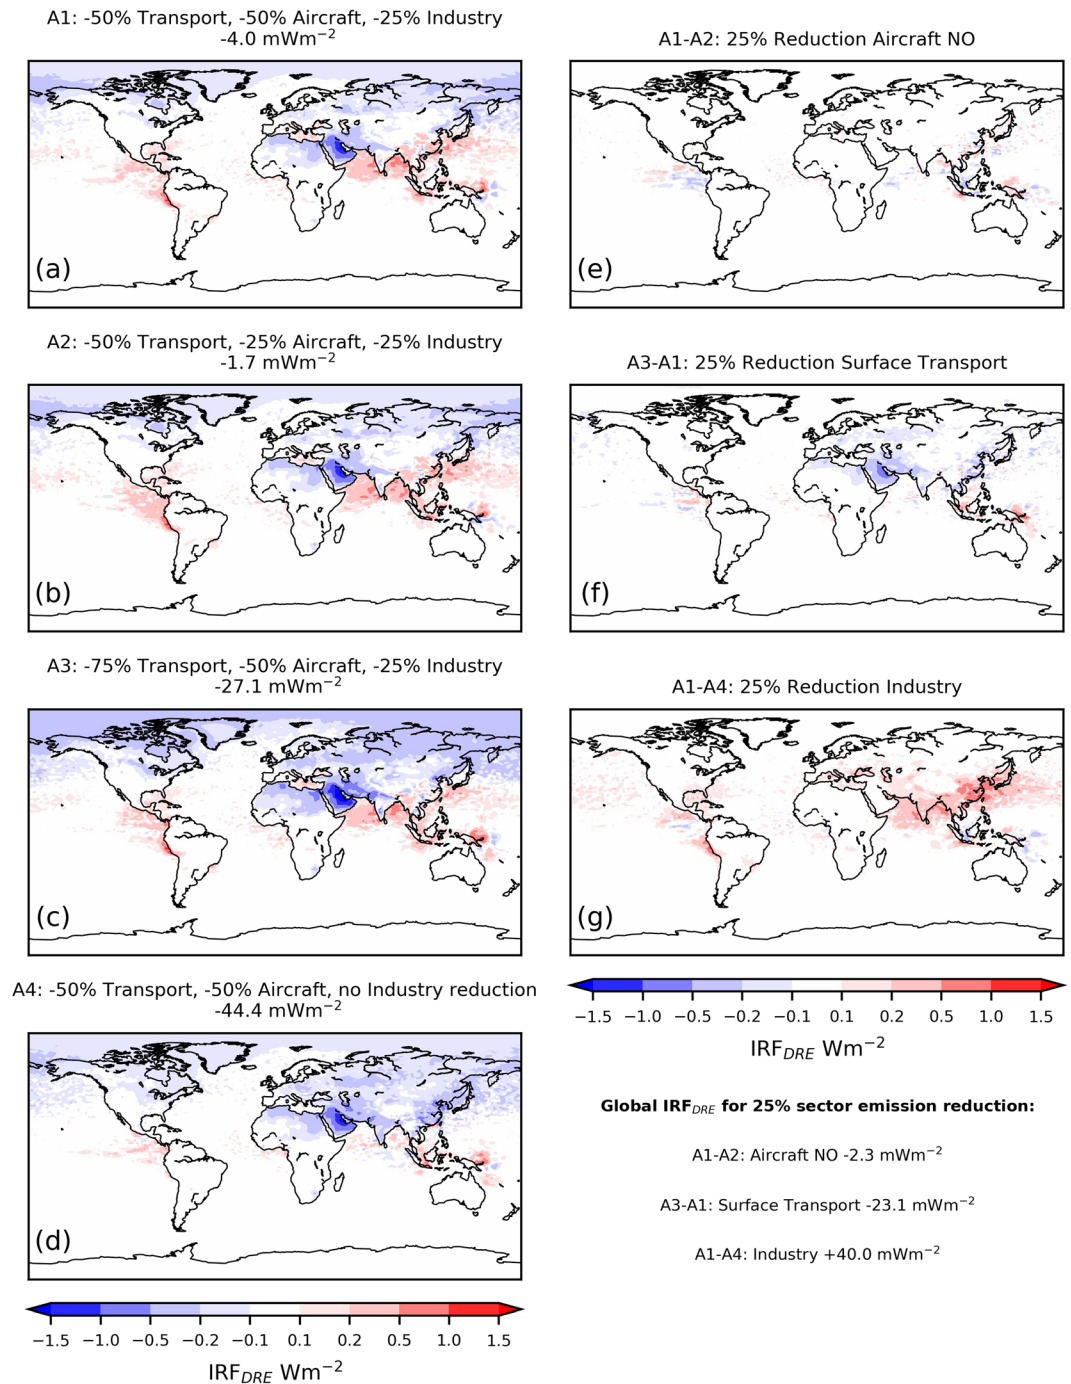 A1: -50% Transport, -50% Aircraft, -25% Industry
-4.0 mWm⁻²
(a)
A2: -50% Transport, -25% Aircraft, -25% Industry
-1.7 mWm⁻²
(b)
A3: -75% Transport, -50% Aircraft, -25% Industry
-27.1 mWm⁻²
(c)
A4: -50% Transport, -50% Aircraft, no Industry reduction
-44.4 mWm⁻²
(d)
−1.5 −1.0 −0.5 −0.2 −0.1 0.1 0.2 0.5 1.0 1.5
IRF_DRE Wm⁻²
A1-A2: 25% Reduction Aircraft NO
(e)
A3-A1: 25% Reduction Surface Transport
(f)
A1-A4: 25% Reduction Industry
(g)
−1.5 −1.0 −0.5 −0.2 −0.1 0.1 0.2 0.5 1.0 1.5
IRF_DRE Wm⁻²
Global IRF_DRE for 25% sector emission reduction:
A1-A2: Aircraft NO -2.3 mWm⁻²
A3-A1: Surface Transport -23.1 mWm⁻²
A1-A4: Industry +40.0 mWm⁻²